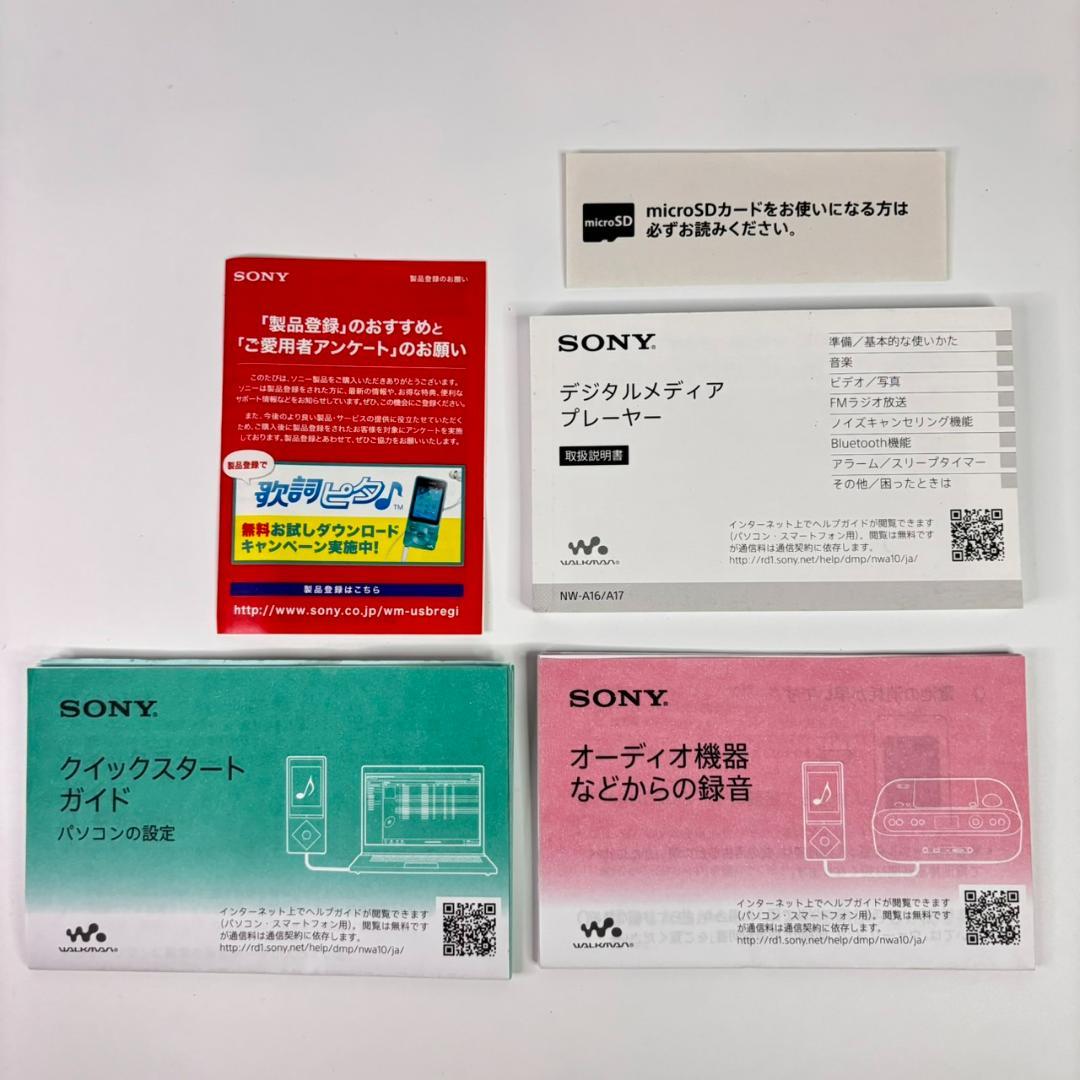 microSD
microSDカードをお使いになる方は
必ずお読みください。
SONY
製品登録のお願い
「製品登録」のおすすめと
「ご愛用者アンケート」のお願い
このたびは、ソニー製品をご購入いただきありがとうございます。
ソニーは製品登録をされた方に、最新の情報や、お得な特典、便利な
サポート情報などをお知らせしています。ぜひ、この機会にご登録ください。
また、今後のより良い製品・サービスの提供に役立たせていただく
ため、ご購入後に製品登録をされたお客様を対象にアンケートを実施
しております。製品登録とあわせて、ぜひご協力をお願いいたします。
製品登録で
歌詞ピタ♪™
無料お試しダウンロード
キャンペーン実施中!
製品登録はこちら
http://www.sony.co.jp/wm-usbregi
SONY®
デジタルメディア
プレーヤー
取扱説明書
準備/基本的な使いかた
音楽
ビデオ/写真
FMラジオ放送
ノイズキャンセリング機能
Bluetooth機能
アラーム/スリープタイマー
その他/困ったときは
インターネット上でヘルプガイドが閲覧できます
(パソコン・スマートフォン用)。閲覧は無料です
が通信料は通信契約に依存します。
http://rd1.sony.net/help/dmp/nwa10/ja/
WALKMAN®
NW-A16/A17
SONY®
クイックスタート
ガイド
パソコンの設定
インターネット上でヘルプガイドが閲覧できます
(パソコン・スマートフォン用)。閲覧は無料です
が通信料は通信契約に依存します。
http://rd1.sony.net/help/dmp/nwa10/ja/
WALKMAN®
SONY®
オーディオ機器
などからの録音
インターネット上でヘルプガイドが閲覧できます
(パソコン・スマートフォン用)。閲覧は無料です
が通信料は通信契約に依存します。
http://rd1.sony.net/help/dmp/nwa10/ja/
WALKMAN®